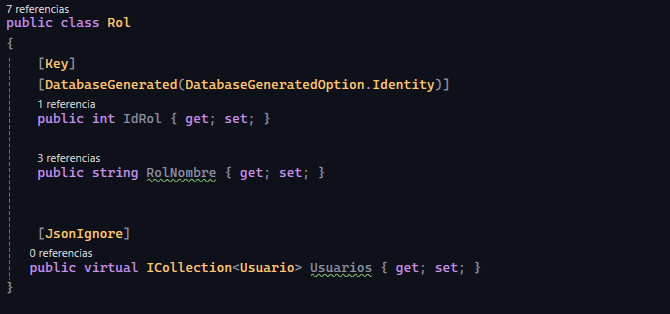 7 referencias
public class Rol
{
[Key]
[DatabaseGenerated(DatabaseGeneratedOption.Identity)]
1 referencia
public int IdRol { get; set; }
3 referencias
public string RolNombre { get; set; }
[JsonIgnore]
0 referencias
public virtual ICollection<Usuario> Usuarios { get; set; }
}